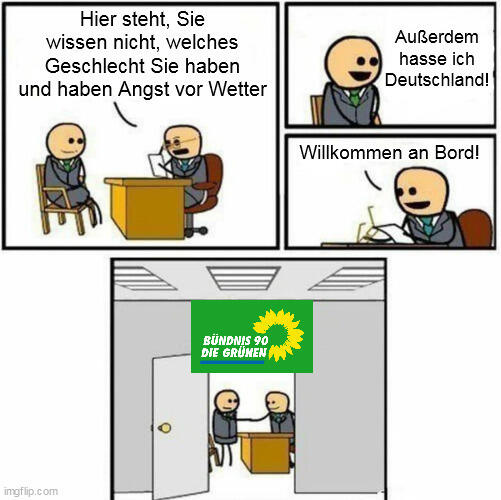 Hier steht, Sie
wissen nicht, welches
Geschlecht Sie haben
und haben Angst vor Wetter
Außerdem
hasse ich
Deutschland!
Willkommen an Bord!
BÜNDNIS 90
DIE GRÜNEN
imgflip.com